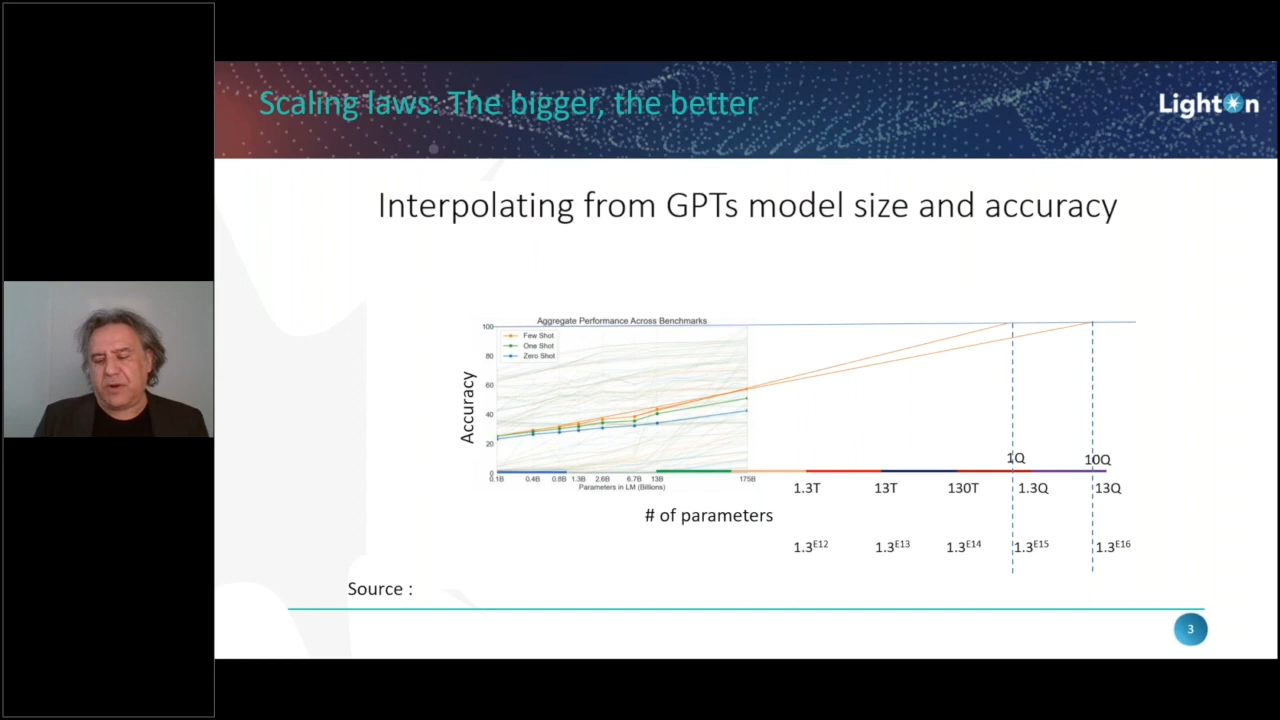 Scaling laws: The bigger, the better
LightOn
Interpolating from GPTs model size and accuracy
Aggregate Performance Across Benchmarks
Few Shot
One Shot
Zero Shot
100
80
60
40
20
0
Accuracy
0.1B 0.4B 0.8B 1.3B 2.6B 6.7B 13B 175B
Parameters in LM (Billions)
1Q 10Q
1.3T 13T 130T 1.3Q 13Q
# of parameters
1.3E12 1.3E13 1.3E14 1.3E15 1.3E16
Source :
3